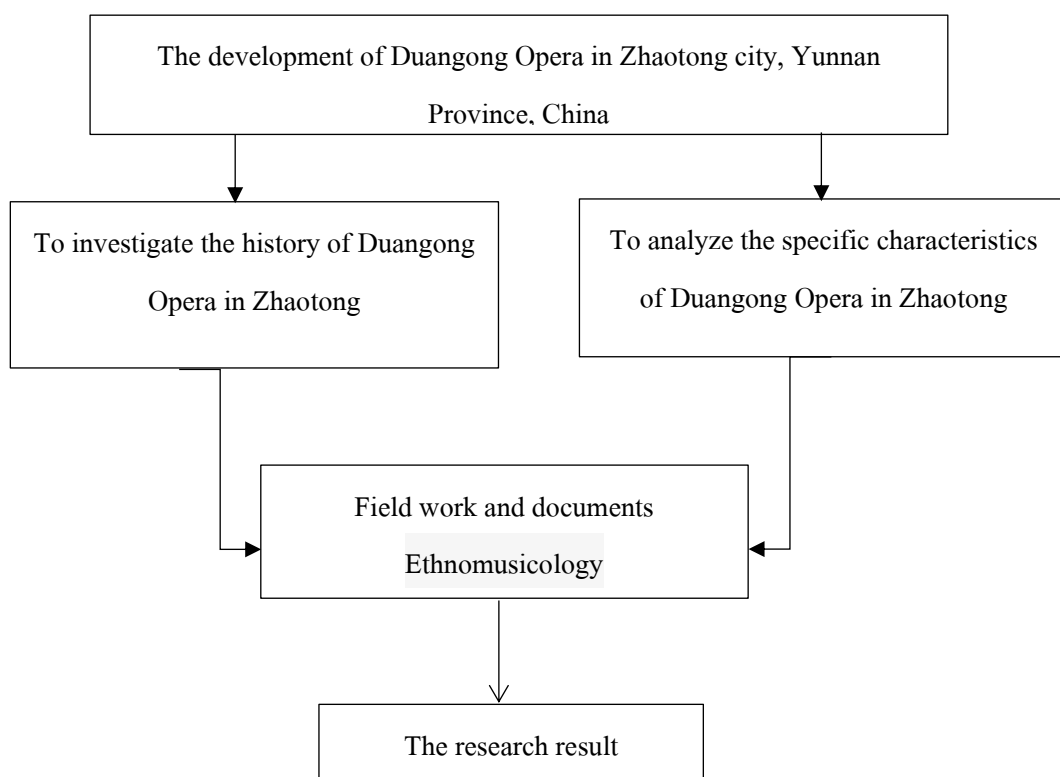 The development of Duangong Opera in Zhaotong city, Yunnan
Province, China
To investigate the history of Duangong
Opera in Zhaotong
To analyze the specific characteristics
of Duangong Opera in Zhaotong
Field work and documents
Ethnomusicology
The research result